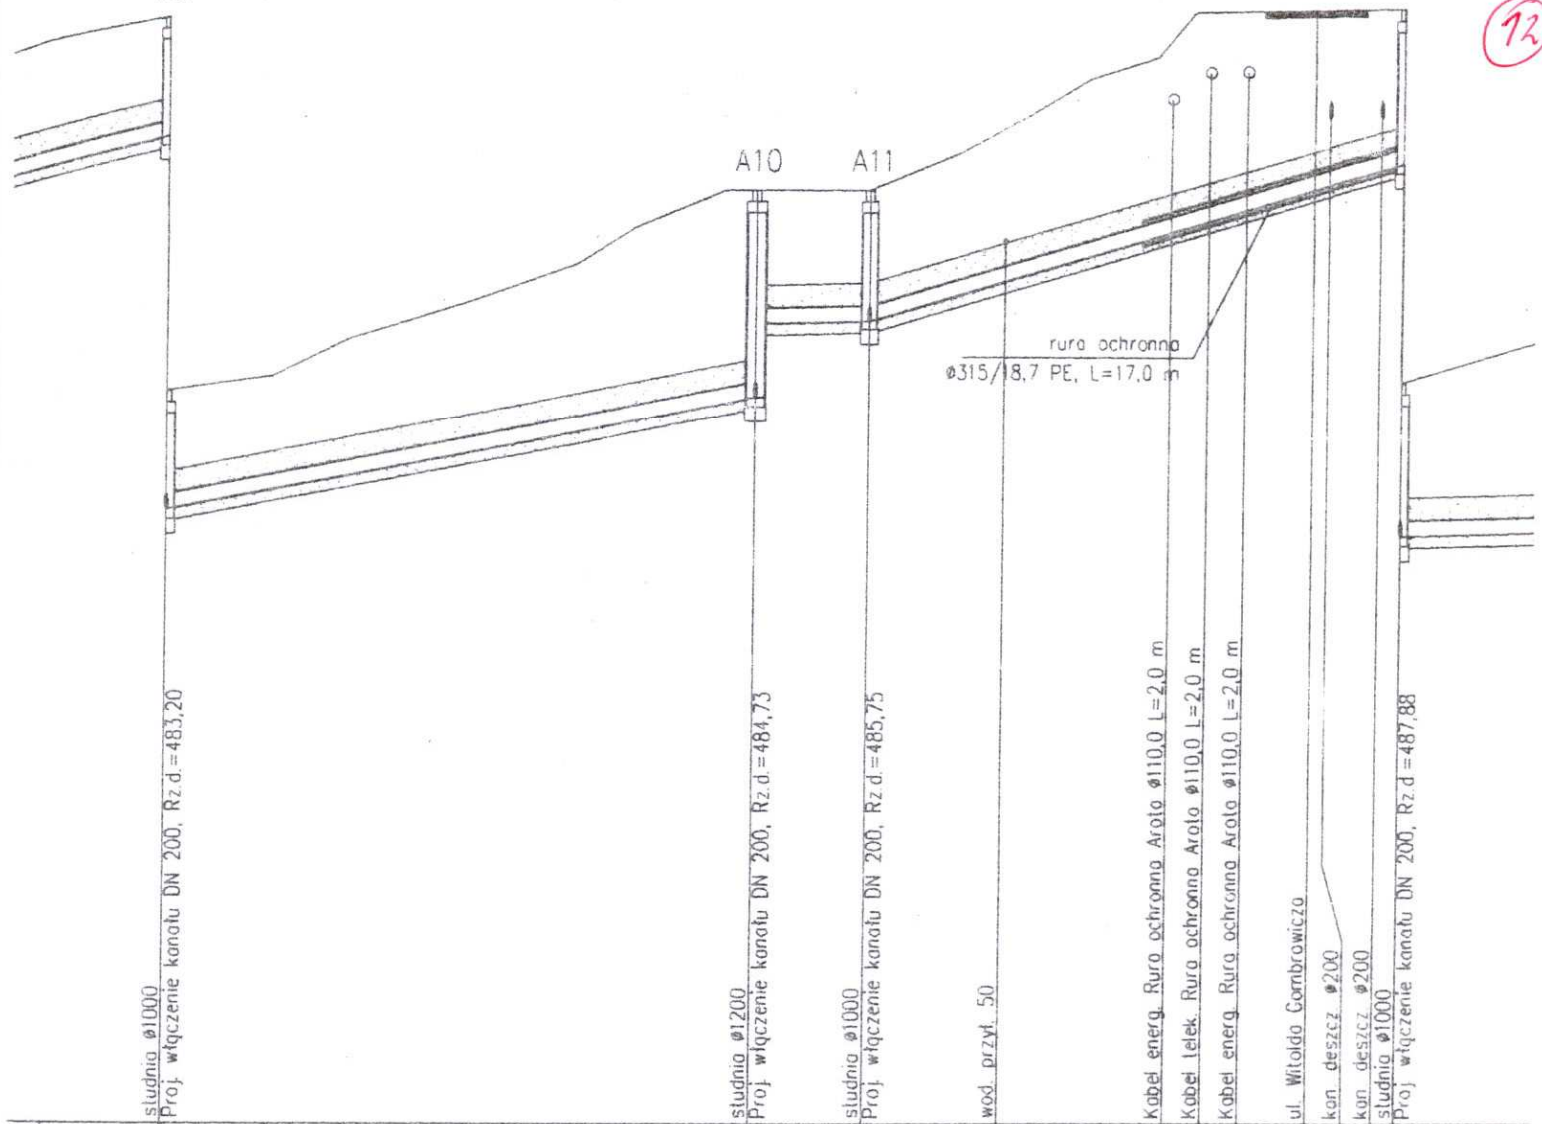 12
A10
A11
rura ochronna
ø315/18,7 PE, L=17,0 m
studnia ø1000
Proj. włączenie kanału DN 200, Rz.d.=483,20
studnia ø1200
Proj. włączenie kanału DN 200, Rz.d.=484,73
studnia ø1000
Proj. włączenie kanału DN 200, Rz.d.=485,75
wod. przył. 50
Kabel energ. Rura ochronna Arota ø110,0 L=2,0 m
Kabel telek. Rura ochronna Arota ø110,0 L=2,0 m
Kabel energ. Rura ochronna Arota ø110,0 L=2,0 m
ul. Witolda Gombrowicza
kan. deszcz ø200
kan. deszcz ø200
studnia ø1000
Proj. włączenie kanału DN 200, Rz.d.=487,88